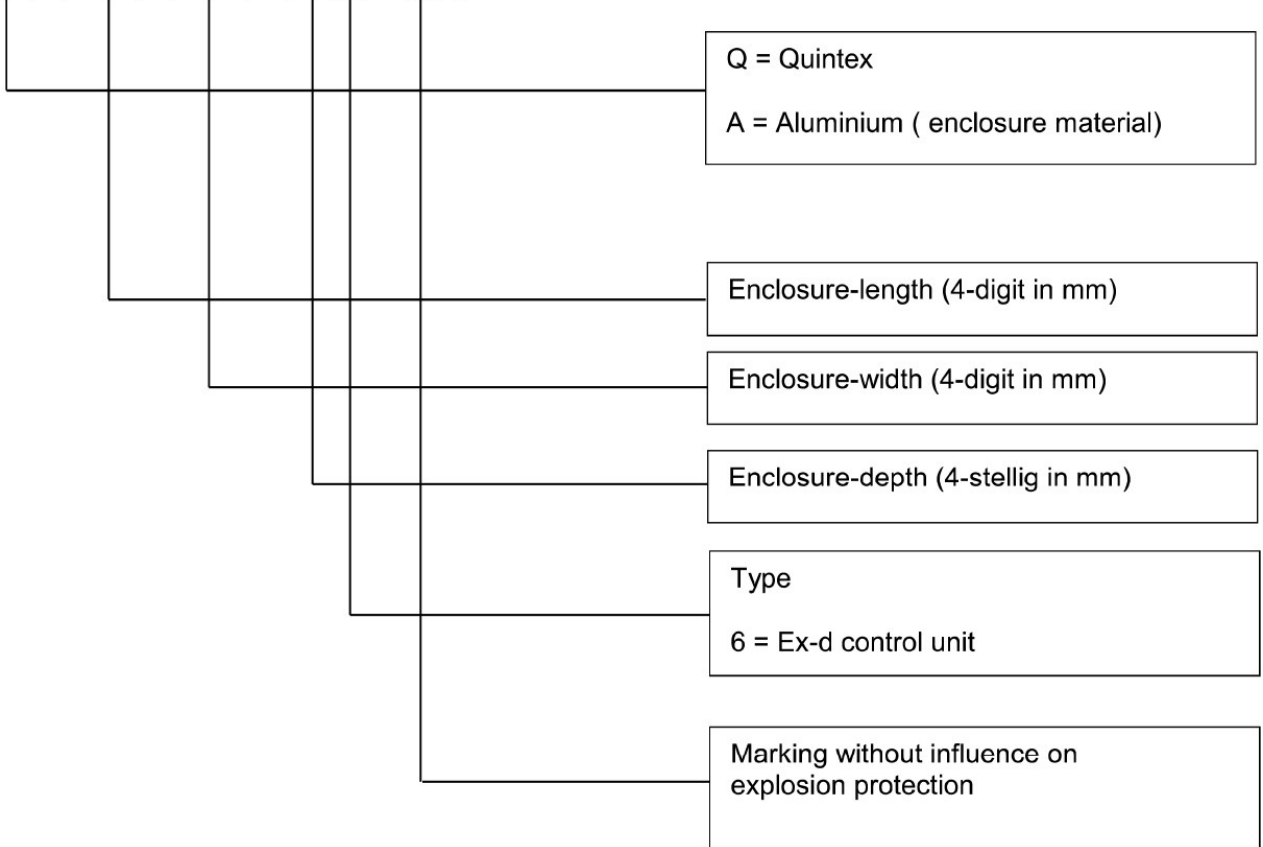 Q = Quintex
A = Aluminium ( enclosure material)
Enclosure-length (4-digit in mm)
Enclosure-width (4-digit in mm)
Enclosure-depth (4-stellig in mm)
Type
6 = Ex-d control unit
Marking without influence on
explosion protection